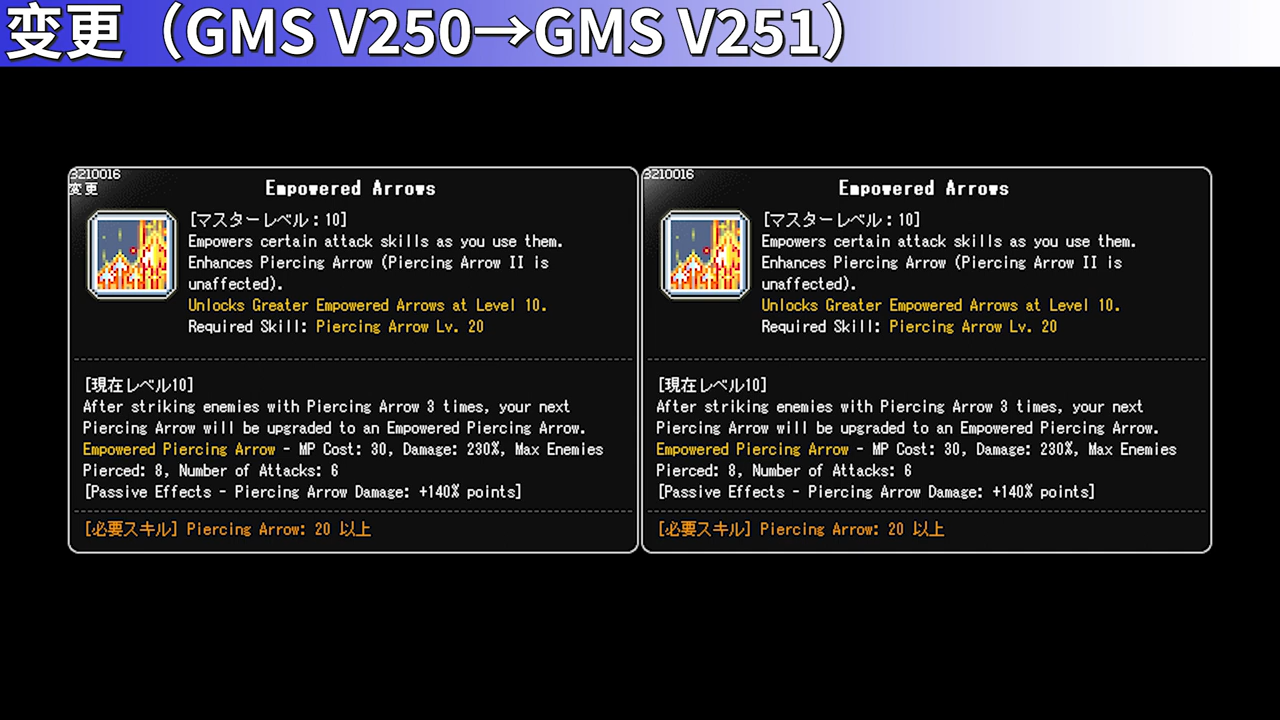 変更（GMS V250→GMS V251）
3210016
変更
Empowered Arrows
[マスターレベル：10]
Empowers certain attack skills as you use them.
Enhances Piercing Arrow (Piercing Arrow II is
unaffected).
Unlocks Greater Empowered Arrows at Level 10.
Required Skill: Piercing Arrow Lv. 20
[現在レベル10]
After striking enemies with Piercing Arrow 3 times, your next
Piercing Arrow will be upgraded to an Empowered Piercing Arrow.
Empowered Piercing Arrow - MP Cost: 30, Damage: 230%, Max Enemies
Pierced: 8, Number of Attacks: 6
[Passive Effects - Piercing Arrow Damage: +140% points]
[必要スキル] Piercing Arrow: 20 以上
3210016
Empowered Arrows
[マスターレベル：10]
Empowers certain attack skills as you use them.
Enhances Piercing Arrow (Piercing Arrow II is
unaffected).
Unlocks Greater Empowered Arrows at Level 10.
Required Skill: Piercing Arrow Lv. 20
[現在レベル10]
After striking enemies with Piercing Arrow 3 times, your next
Piercing Arrow will be upgraded to an Empowered Piercing Arrow.
Empowered Piercing Arrow - MP Cost: 30, Damage: 230%, Max Enemies
Pierced: 8, Number of Attacks: 6
[Passive Effects - Piercing Arrow Damage: +140% points]
[必要スキル] Piercing Arrow: 20 以上